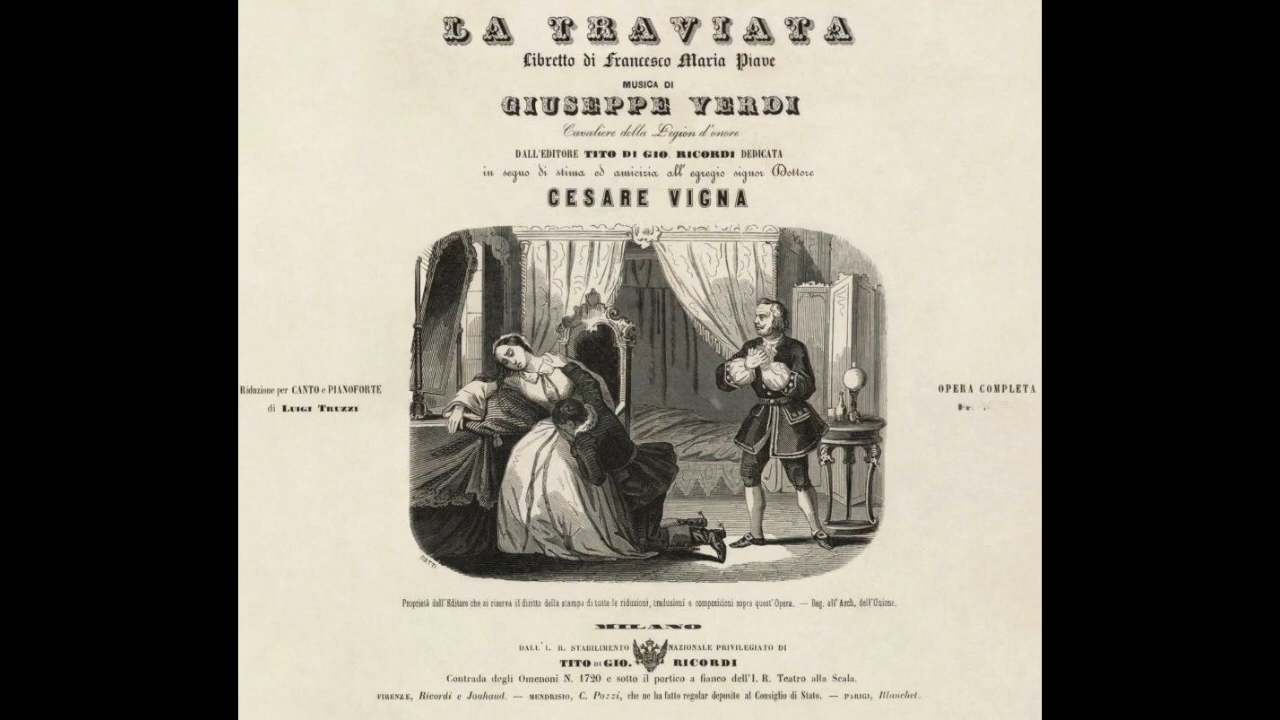 LA TRAVIATA
Libretto di Francesco Maria Piave
MUSICA DI
GIUSEPPE VERDI
Cavaliere della Légion d'onore
DALL'EDITORE TITO DI GIO. RICORDI DEDICATA
in segno di stima ed amicizia all' egregio signor Dottore
CESARE VIGNA
Riduzione per CANTO e PIANOFORTE
di LUIGI TRUZZI
OPERA COMPLETA
Fr.
Proprietà dell'Editore che si riserva il diritto della stampa di tutte le riduzioni, traduzioni e composizioni sopra quest'Opera. — Reg. all'Arch. dell'Unione.
MILANO
DALL' I. R. STABILIMENTO NAZIONALE PRIVILEGIATO DI
TITO DI GIO. RICORDI
Contrada degli Omenoni N. 1720 e sotto il portico a fianco dell'I. R. Teatro alla Scala.
FIRENZE, Ricordi e Jouhaud. — MENDRISIO, C. Pozzi, che ne ha fatto regolar deposito al Consiglio di Stato. — PARIGI, Blanchet.